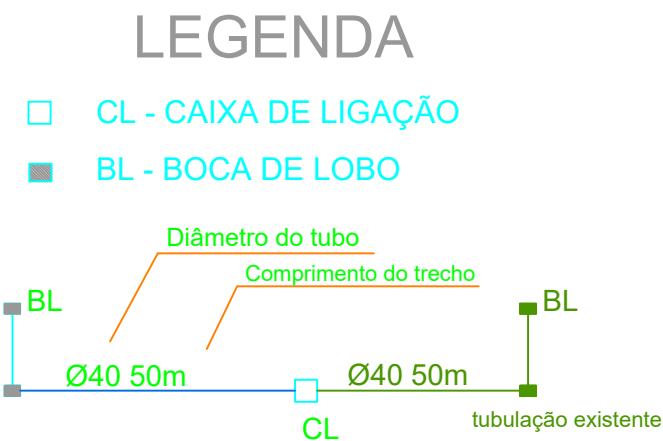 LEGENDA
CL - CAIXA DE LIGAÇÃO
BL - BOCA DE LOBO
Diâmetro do tubo
Comprimento do trecho
BL
BL
Ø40 50m
Ø40 50m
CL
tubulação existente